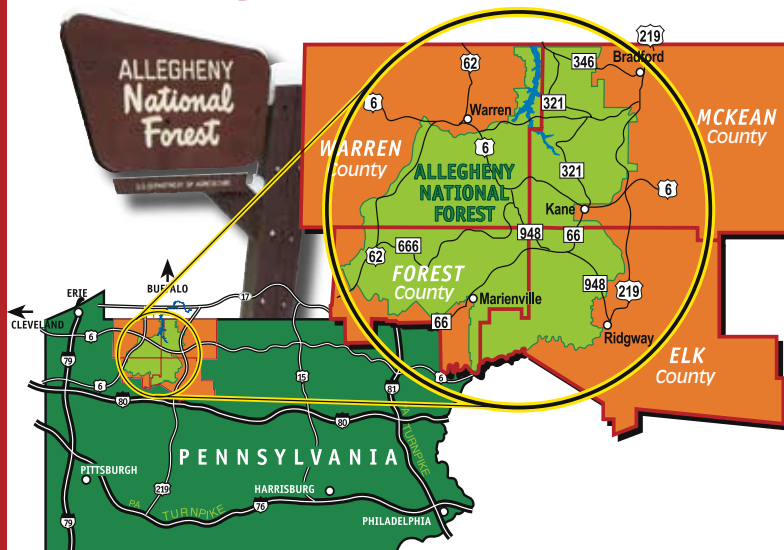 ALLEGHENY
National
Forest
U.S. DEPARTMENT OF AGRICULTURE
219
Bradford
346
62
6
Warren
321
MCKEAN
County
WARREN
County
6
ALLEGHENY
NATIONAL
FOREST
321
6
Kane
948
66
666
62
FOREST
County
948
219
Marienville
66
Ridgway
ELK
County
BUFFALO
ERIE
17
CLEVELAND
6
79
6
15
6
81
80
80
PA TURNPIKE
PENNSYLVANIA
PITTSBURGH
219
HARRISBURG
PA TURNPIKE
76
PHILADELPHIA
79